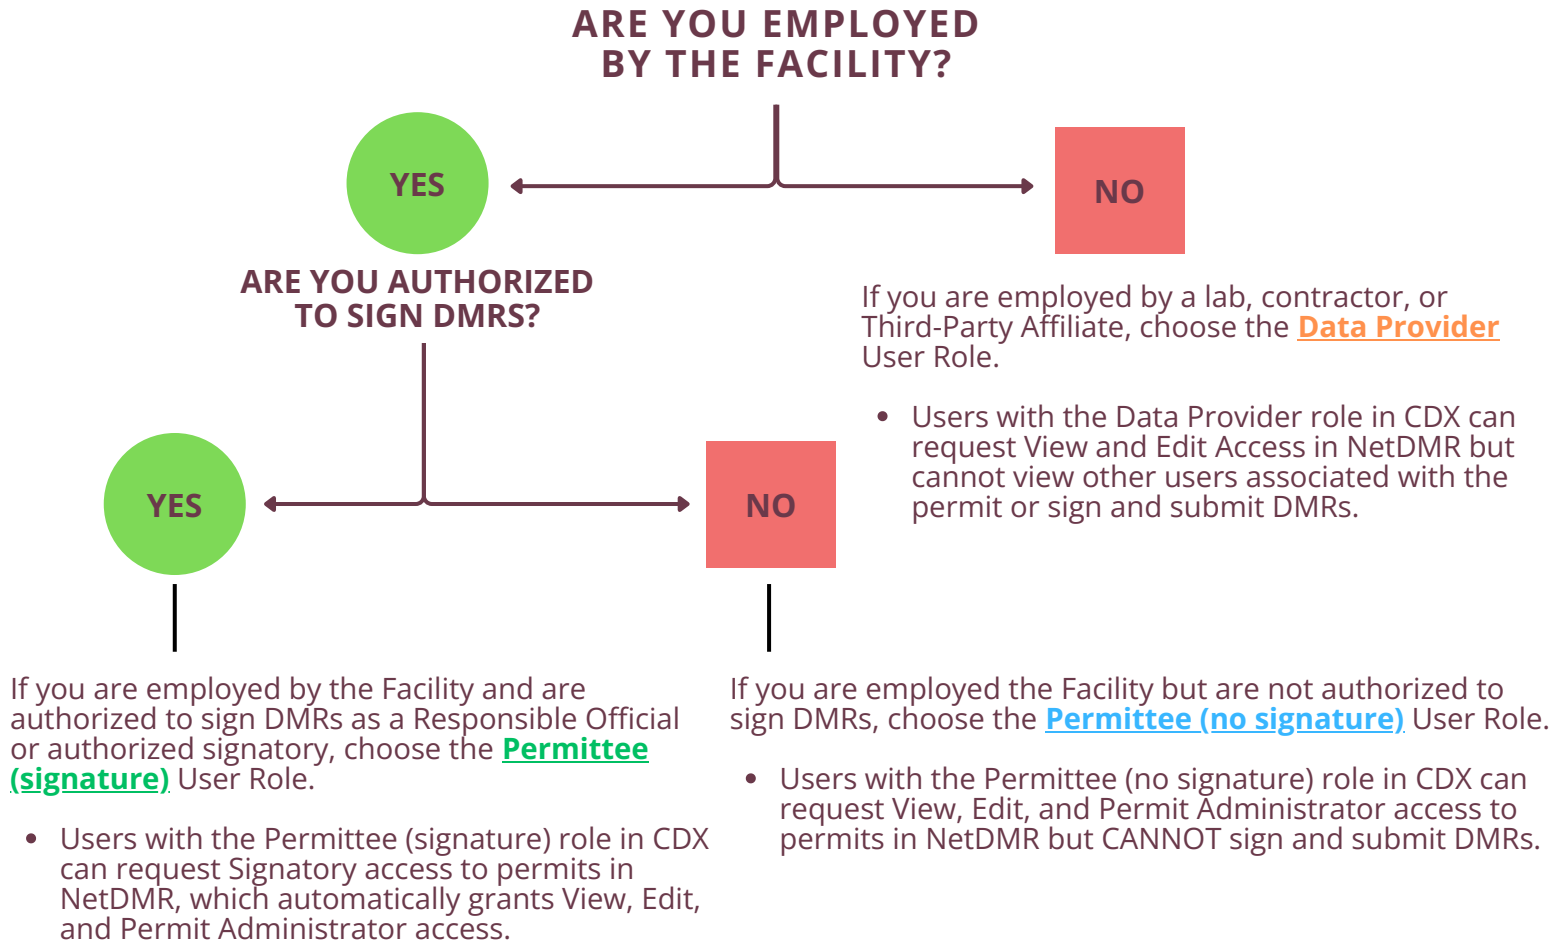 ARE YOU EMPLOYED
BY THE FACILITY?
YES
NO
ARE YOU AUTHORIZED
TO SIGN DMRS?
If you are employed by a lab, contractor, or
Third-Party Affiliate, choose the Data Provider
User Role.
• Users with the Data Provider role in CDX can
request View and Edit Access in NetDMR but
cannot view other users associated with the
permit or sign and submit DMRs.
YES
NO
If you are employed by the Facility and are
authorized to sign DMRs as a Responsible Official
or authorized signatory, choose the Permittee
(signature) User Role.
• Users with the Permittee (signature) role in CDX
can request Signatory access to permits in
NetDMR, which automatically grants View, Edit,
and Permit Administrator access.
If you are employed the Facility but are not authorized to
sign DMRs, choose the Permittee (no signature) User Role.
• Users with the Permittee (no signature) role in CDX can
request View, Edit, and Permit Administrator access to
permits in NetDMR but CANNOT sign and submit DMRs.